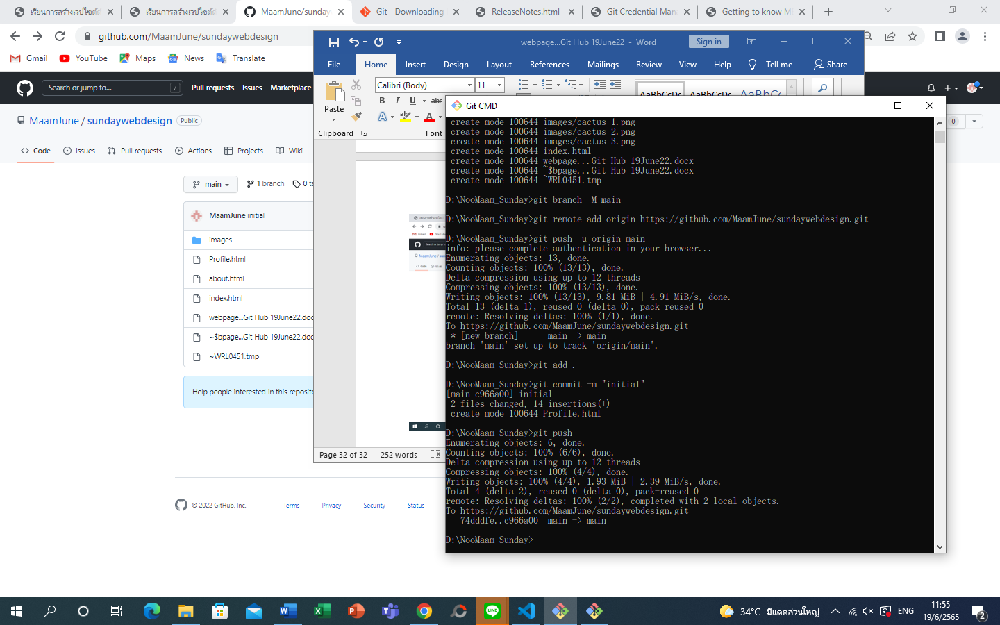 เรียนการสร้างเวปไซต์ด้
เรียนการสร้างเวปไซต์ด้
MaamJune/sunday
Git - Downloading
ReleaseNotes.html
Git Credential Man
Getting to know M
github.com/MaamJune/sundaywebdesign
Gmail
YouTube
Maps
News
Translate
webpage...Git Hub 19June22 - Word
Sign in
File
Home
Insert
Design
Layout
References
Mailings
Review
View
Help
Tell me
Share
Search or jump to...
/
Pull requests
Issues
Marketplace
Paste
Calibri (Body)
11
AaBbCcDc
AaBbCcDc
AaBbCc
B I U abc
Clipboard
Font
MaamJune / sundaywebdesign
Public
0
Code
Issues
Pull requests
Actions
Projects
Wiki
main
1 branch
0 ta
MaamJune initial
images
Profile.html
about.html
index.html
webpage...Git Hub 19June22.doc
~$bpage...Git Hub 19June22.doc
~WRL0451.tmp
Help people interested in this reposito
Page 32 of 32
252 words
© 2022 GitHub, Inc.
Terms
Privacy
Security
Status
Git CMD
create mode 100644 images/cactus 1.png
create mode 100644 images/cactus 2.png
create mode 100644 images/cactus 3.png
create mode 100644 index.html
create mode 100644 webpage...Git Hub 19June22.docx
create mode 100644 ~$bpage...Git Hub 19June22.docx
create mode 100644 ~WRL0451.tmp
D:\NooMaam_Sunday>git branch -M main
D:\NooMaam_Sunday>git remote add origin https://github.com/MaamJune/sundaywebdesign.git
D:\NooMaam_Sunday>git push -u origin main
info: please complete authentication in your browser...
Enumerating objects: 13, done.
Counting objects: 100% (13/13), done.
Delta compression using up to 12 threads
Compressing objects: 100% (13/13), done.
Writing objects: 100% (13/13), 9.81 MiB | 4.91 MiB/s, done.
Total 13 (delta 1), reused 0 (delta 0), pack-reused 0
remote: Resolving deltas: 100% (1/1), done.
To https://github.com/MaamJune/sundaywebdesign.git
* [new branch]      main -> main
branch 'main' set up to track 'origin/main'.
D:\NooMaam_Sunday>git add .
D:\NooMaam_Sunday>git commit -m "initial"
[main c966a00] initial
2 files changed, 14 insertions(+)
create mode 100644 Profile.html
D:\NooMaam_Sunday>git push
Enumerating objects: 6, done.
Counting objects: 100% (6/6), done.
Delta compression using up to 12 threads
Compressing objects: 100% (4/4), done.
Writing objects: 100% (4/4), 1.93 MiB | 2.39 MiB/s, done.
Total 4 (delta 2), reused 0 (delta 0), pack-reused 0
remote: Resolving deltas: 100% (2/2), completed with 2 local objects.
To https://github.com/MaamJune/sundaywebdesign.git
74dddfe..c966a00  main -> main
D:\NooMaam_Sunday>
34°C มีแดดส่วนใหญ่
ENG
11:55
19/6/2565
2